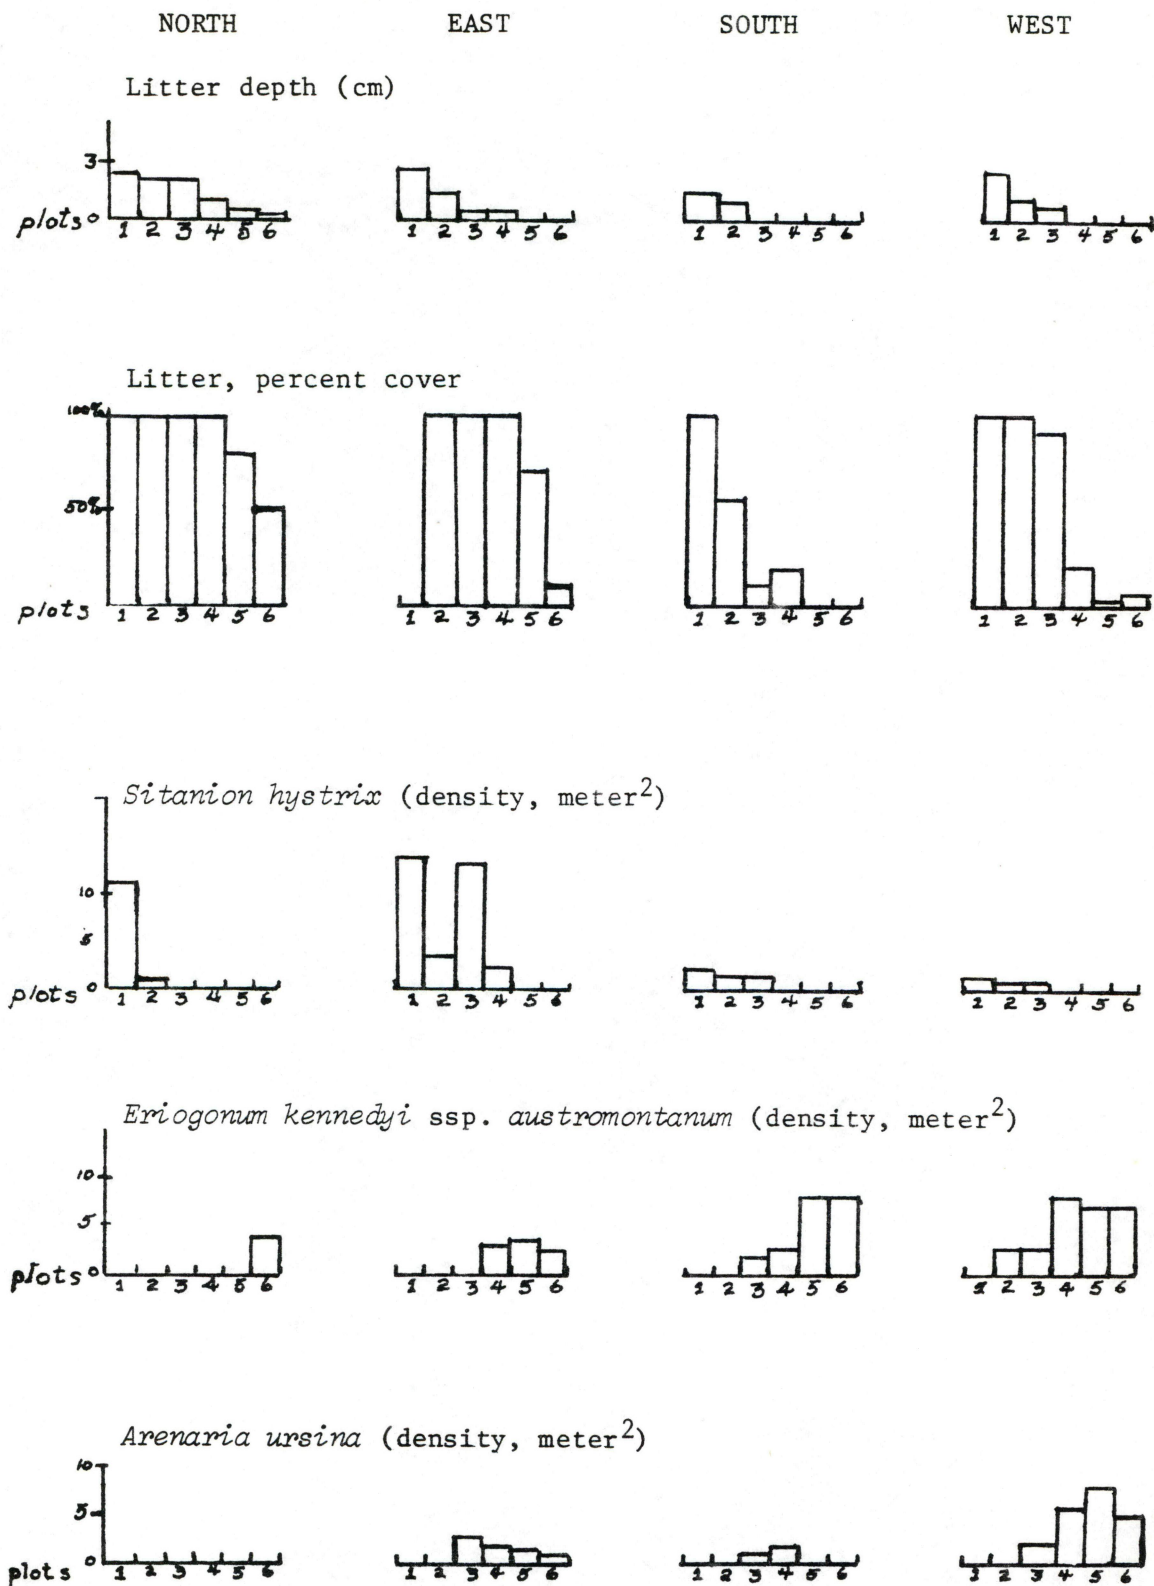 NORTH EAST SOUTH WEST
Litter depth (cm)
3
plots 0
1 2 3 4 5 6 1 2 3 4 5 6 1 2 3 4 5 6 1 2 3 4 5 6
Litter, percent cover
100%
50%
plots 1 2 3 4 5 6 1 2 3 4 5 6 1 2 3 4 5 6 1 2 3 4 5 6
Sitanion hystrix (density, meter²)
10
5
plots 0
1 2 3 4 5 6 1 2 3 4 5 6 1 2 3 4 5 6 1 2 3 4 5 6
Eriogonum kennedyi ssp. austromontanum (density, meter²)
10
5
plots 0
1 2 3 4 5 6 1 2 3 4 5 6 1 2 3 4 5 6 1 2 3 4 5 6
Arenaria ursina (density, meter²)
10
5
plots 0
1 2 3 4 5 6 1 2 3 4 5 6 1 2 3 4 5 6 1 2 3 4 5 6